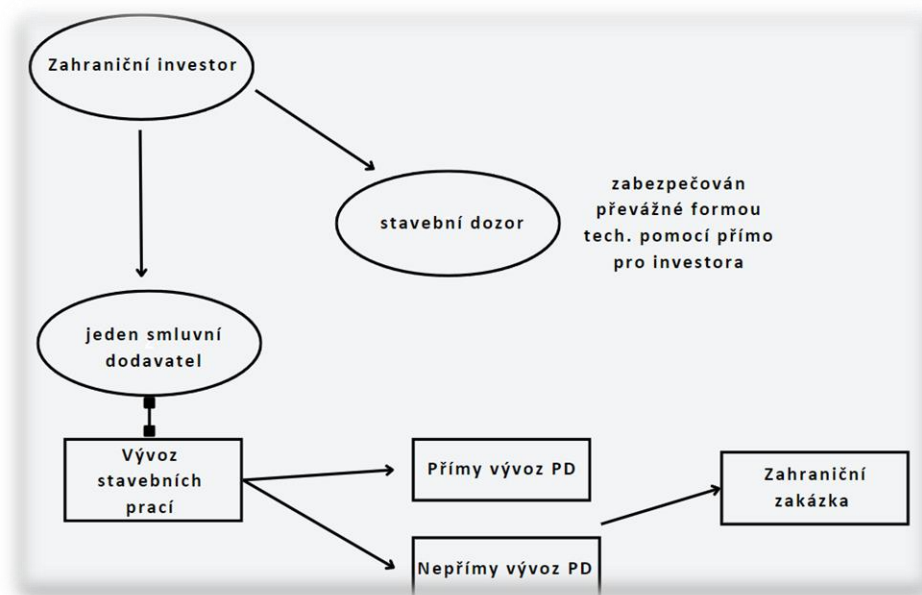 Zahraniční investor
stavební dozor
zabezpečován
převážné formou
tech. pomocí přímo
pro investora
jeden smluvní
dodavatel
Vývoz
stavebních
prací
Přímy vývoz PD
Zahraniční
zakázka
Nepřímy vývoz PD